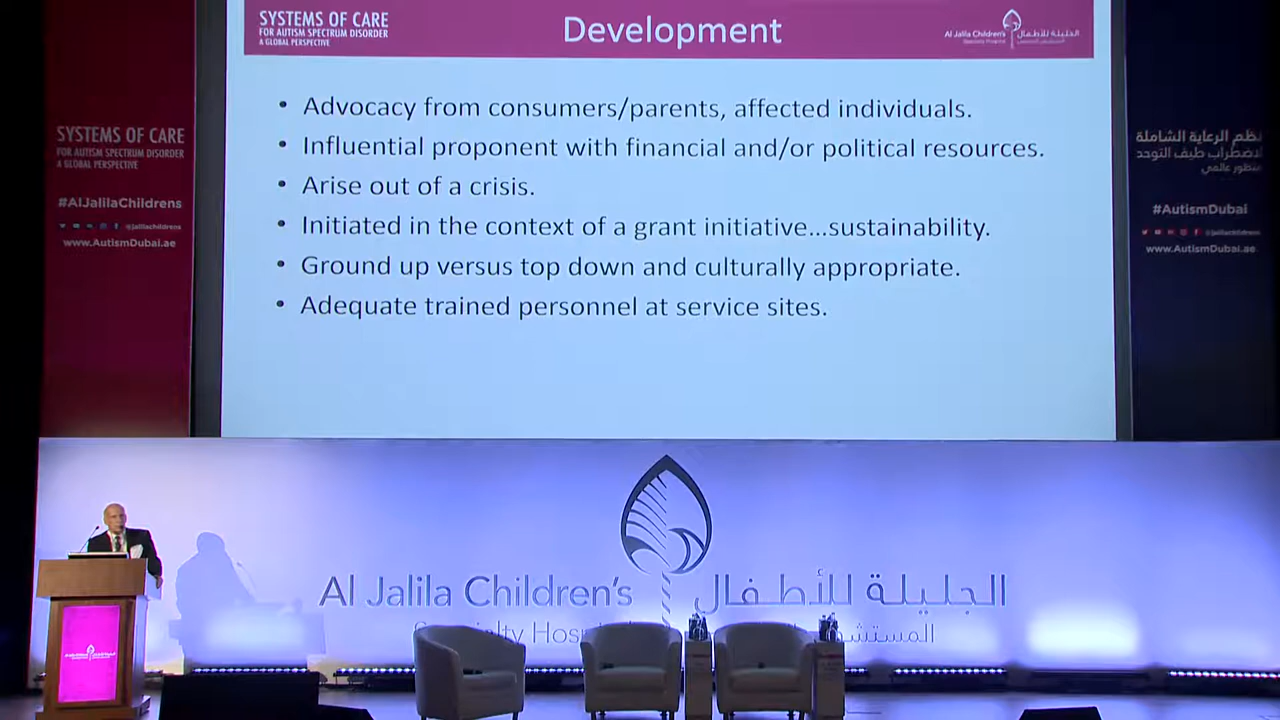 SYSTEMS OF CARE
FOR AUTISM SPECTRUM DISORDER
A GLOBAL PERSPECTIVE
Development
Al Jalila Children's
الجليلة للأطفال
• Advocacy from consumers/parents, affected individuals.
• Influential proponent with financial and/or political resources.
• Arise out of a crisis.
• Initiated in the context of a grant initiative...sustainability.
• Ground up versus top down and culturally appropriate.
• Adequate trained personnel at service sites.
SYSTEMS OF CARE
FOR AUTISM SPECTRUM DISORDER
A GLOBAL PERSPECTIVE
#AlJalilaChildrens
@jalilachildrens
www.AutismDubai.ae
نظم الرعاية الشاملة
لاضطراب طيف التوحد
منظور عالمي
#AutismDubai
@jalilachildrens
www.AutismDubai.ae
Al Jalila Children's
الجليلة للأطفال